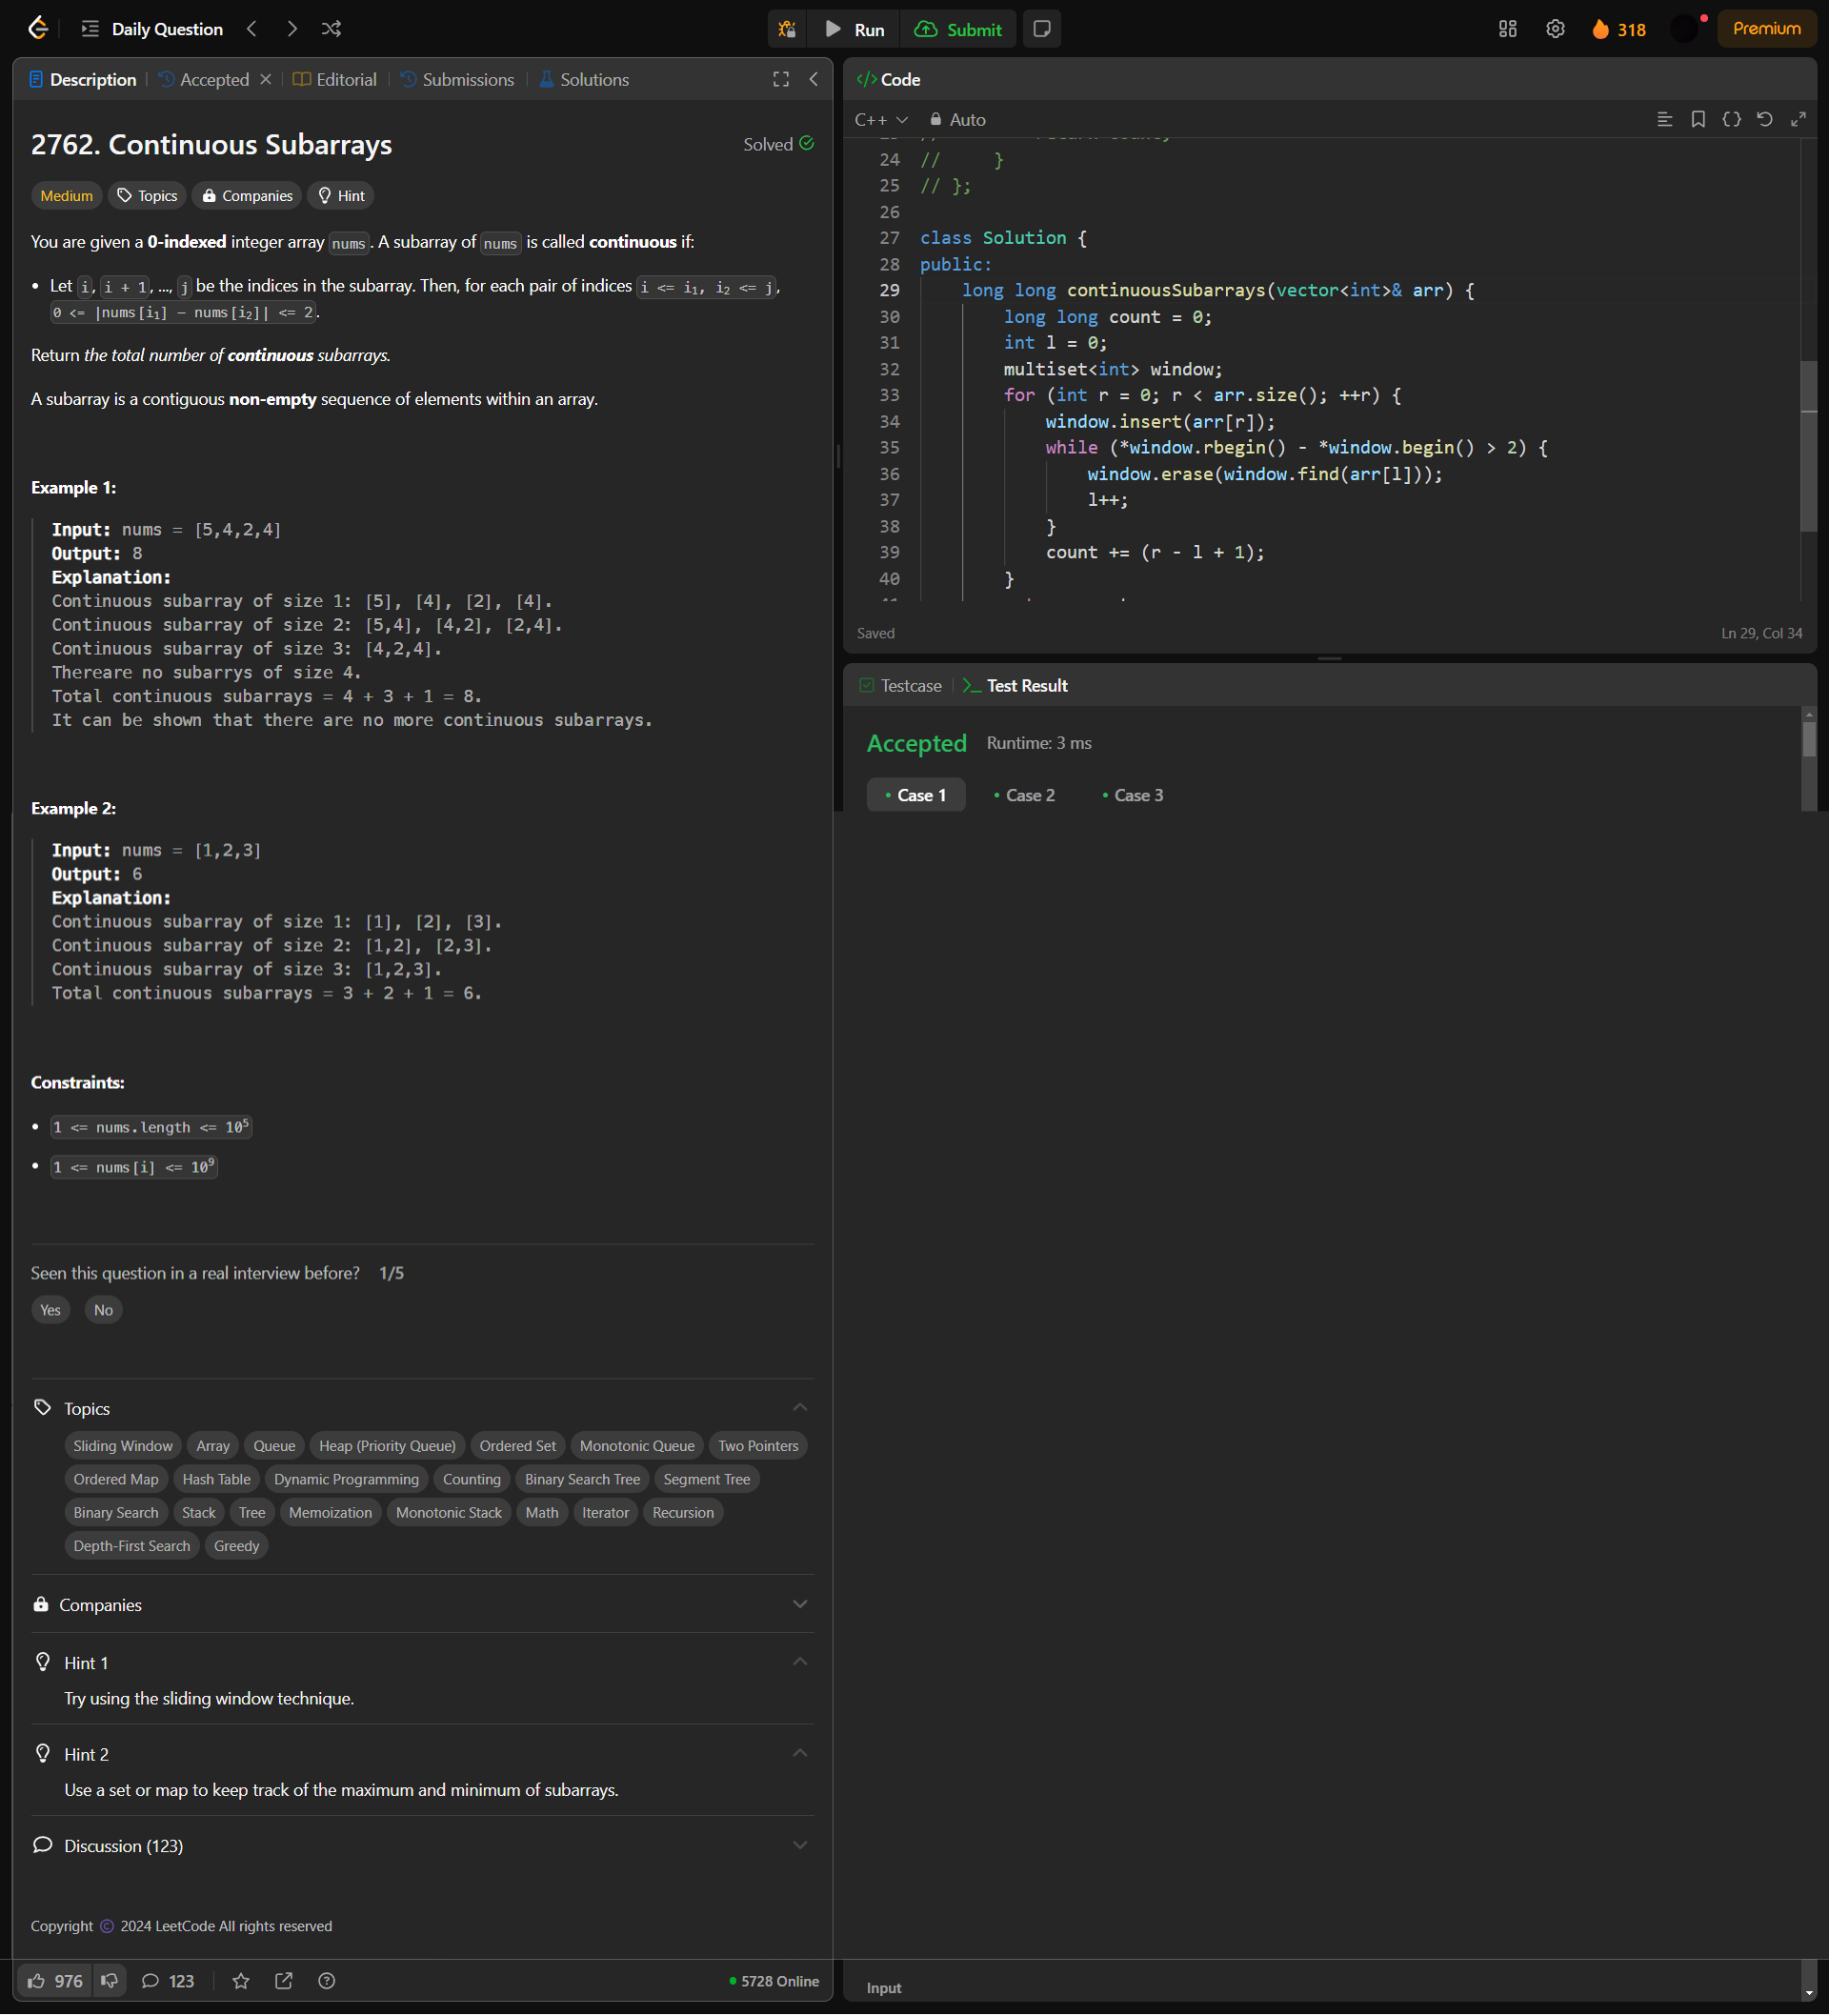 Daily Question
Run
Submit
318
Premium
Description
Accepted
Editorial
Submissions
Solutions
2762. Continuous Subarrays
Solved
Medium
Topics
Companies
Hint
You are given a 0-indexed integer array nums. A subarray of nums is called continuous if:
• Let i, i + 1, ..., j be the indices in the subarray. Then, for each pair of indices i <= i₁, i₂ <= j,
0 <= |nums[i₁] - nums[i₂]| <= 2.
Return the total number of continuous subarrays.
A subarray is a contiguous non-empty sequence of elements within an array.
Example 1:
Input: nums = [5,4,2,4]
Output: 8
Explanation:
Continuous subarray of size 1: [5], [4], [2], [4].
Continuous subarray of size 2: [5,4], [4,2], [2,4].
Continuous subarray of size 3: [4,2,4].
Thereare no subarrys of size 4.
Total continuous subarrays = 4 + 3 + 1 = 8.
It can be shown that there are no more continuous subarrays.
Example 2:
Input: nums = [1,2,3]
Output: 6
Explanation:
Continuous subarray of size 1: [1], [2], [3].
Continuous subarray of size 2: [1,2], [2,3].
Continuous subarray of size 3: [1,2,3].
Total continuous subarrays = 3 + 2 + 1 = 6.
Constraints:
• 1 <= nums.length <= 10⁵
• 1 <= nums[i] <= 10⁹
Seen this question in a real interview before? 1/5
Yes
No
Topics
Sliding Window Array Queue Heap (Priority Queue) Ordered Set Monotonic Queue Two Pointers
Ordered Map Hash Table Dynamic Programming Counting Binary Search Tree Segment Tree
Binary Search Stack Tree Memoization Monotonic Stack Math Iterator Recursion
Depth-First Search Greedy
Companies
Hint 1
Try using the sliding window technique.
Hint 2
Use a set or map to keep track of the maximum and minimum of subarrays.
Discussion (123)
Copyright © 2024 LeetCode All rights reserved
976
123
5728 Online
</> Code
C++
Auto
24 //     }
25 // };
26
27 class Solution {
28 public:
29     long long continuousSubarrays(vector<int>& arr) {
30         long long count = 0;
31         int l = 0;
32         multiset<int> window;
33         for (int r = 0; r < arr.size(); ++r) {
34             window.insert(arr[r]);
35             while (*window.rbegin() - *window.begin() > 2) {
36                 window.erase(window.find(arr[l]));
37                 l++;
38             }
39             count += (r - l + 1);
40         }
Saved
Ln 29, Col 34
Testcase
Test Result
Accepted
Runtime: 3 ms
• Case 1
• Case 2
• Case 3
Input